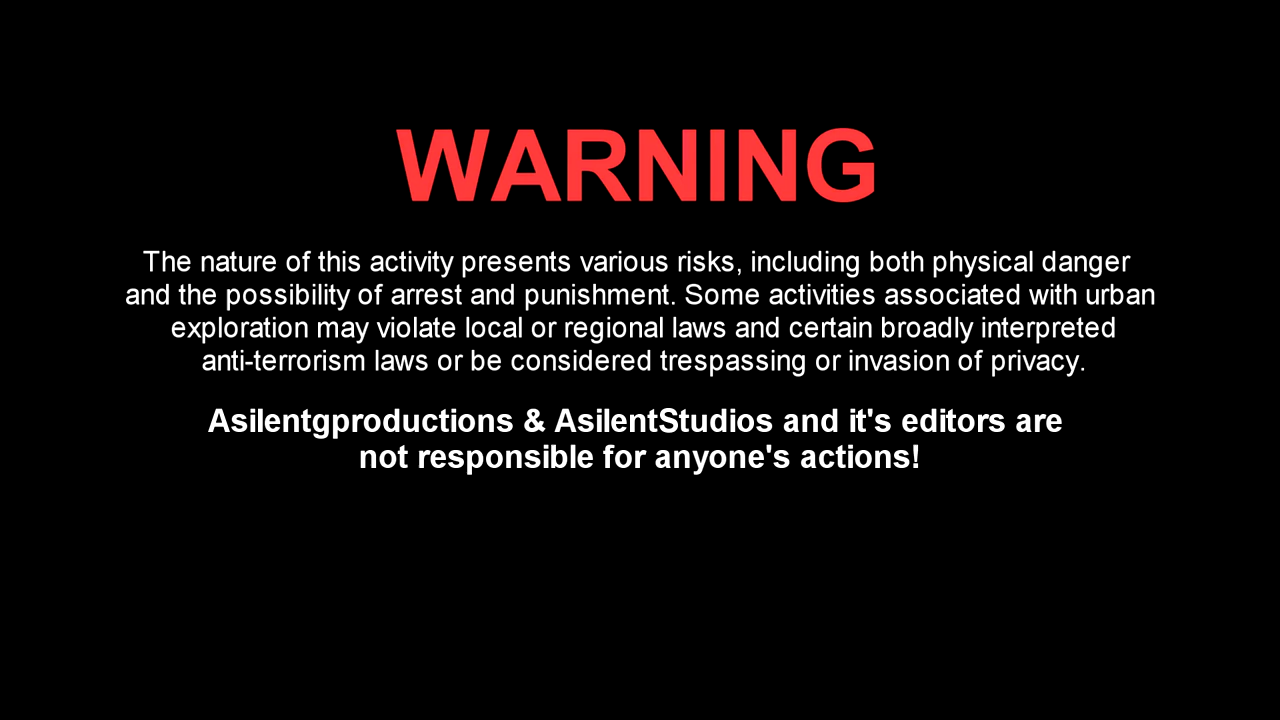 WARNING
The nature of this activity presents various risks, including both physical danger
and the possibility of arrest and punishment. Some activities associated with urban
exploration may violate local or regional laws and certain broadly interpreted
anti-terrorism laws or be considered trespassing or invasion of privacy.
Asilentgproductions & AsilentStudios and it's editors are
not responsible for anyone's actions!